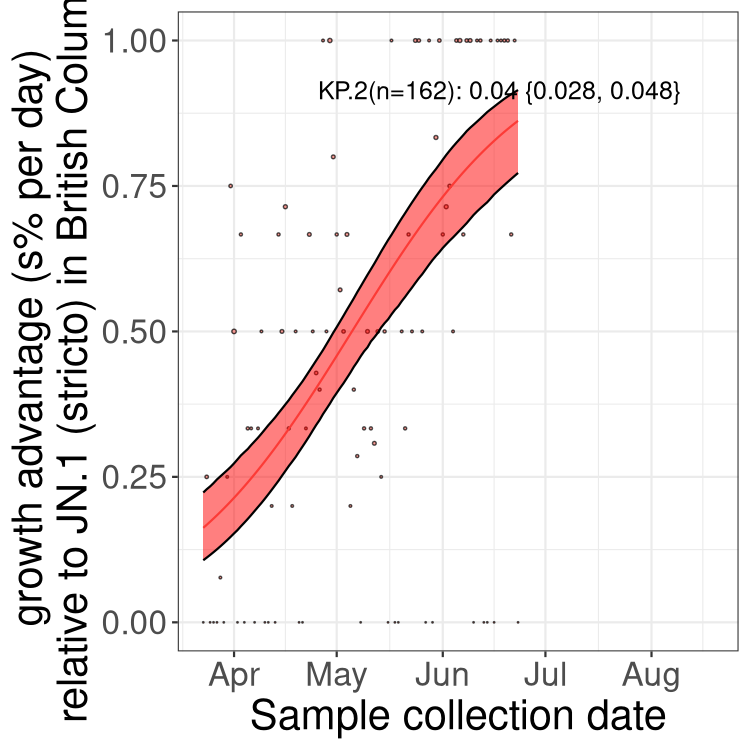 growth advantage (s% per day)
relative to JN.1 (stricto) in British Colum
1.00
0.75
0.50
0.25
0.00
KP.2(n=162): 0.04 {0.028, 0.048}
Apr May Jun Jul Aug
Sample collection date